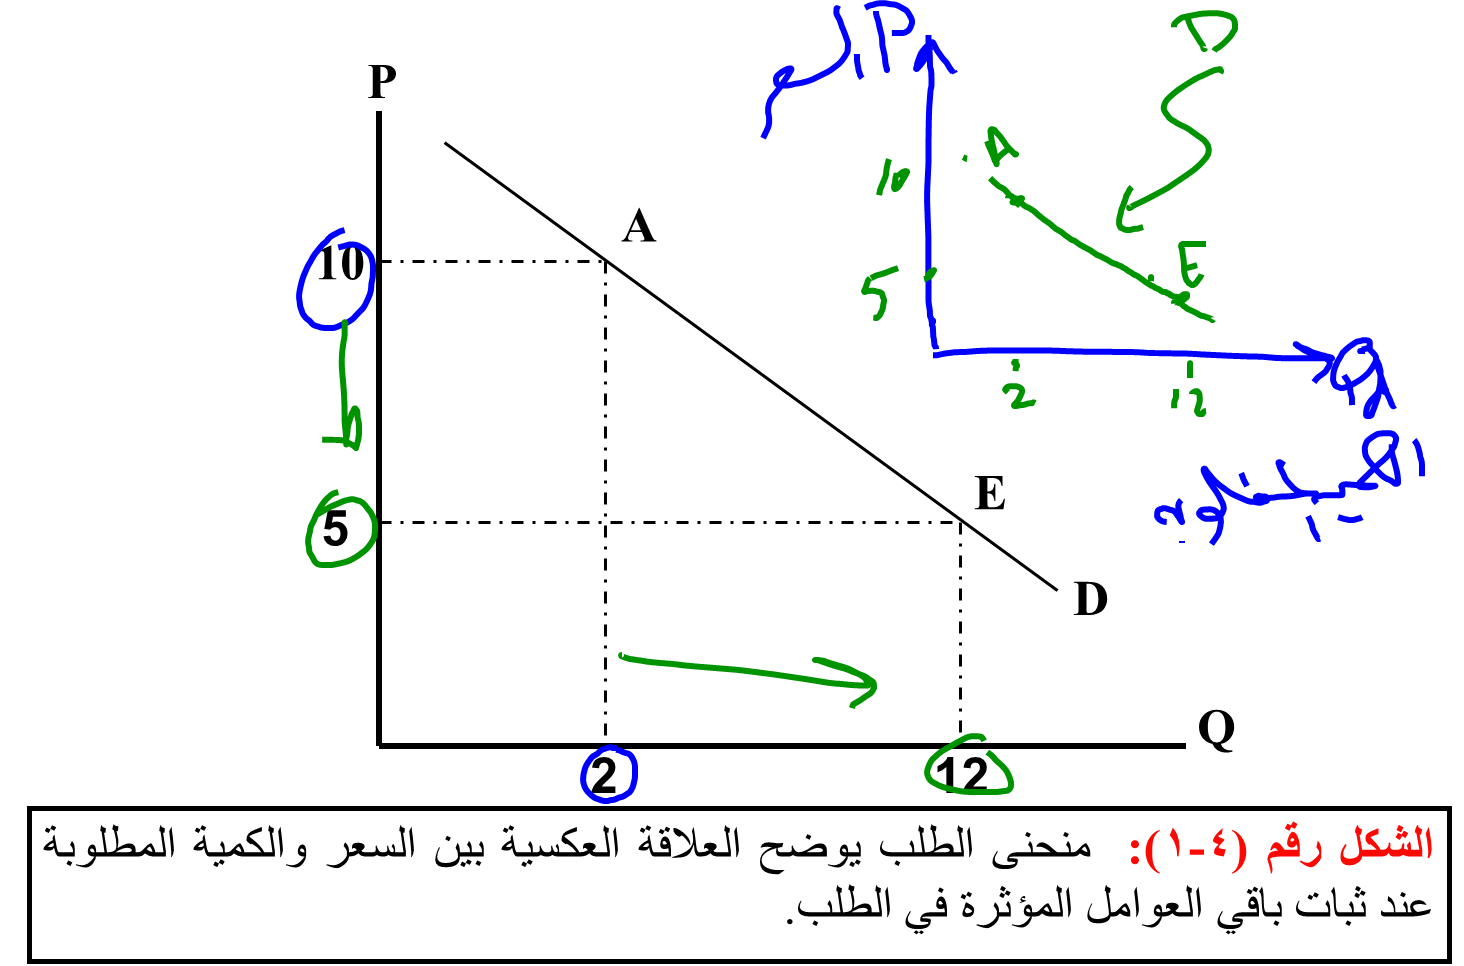 P
P
D
A
10
E
5
Qd
2
12
A
10
E
5
D
Q
2
12
الشكل رقم (٤-١): منحنى الطلب يوضح العلاقة العكسية بين السعر والكمية المطلوبة
عند ثبات باقي العوامل المؤثرة في الطلب.